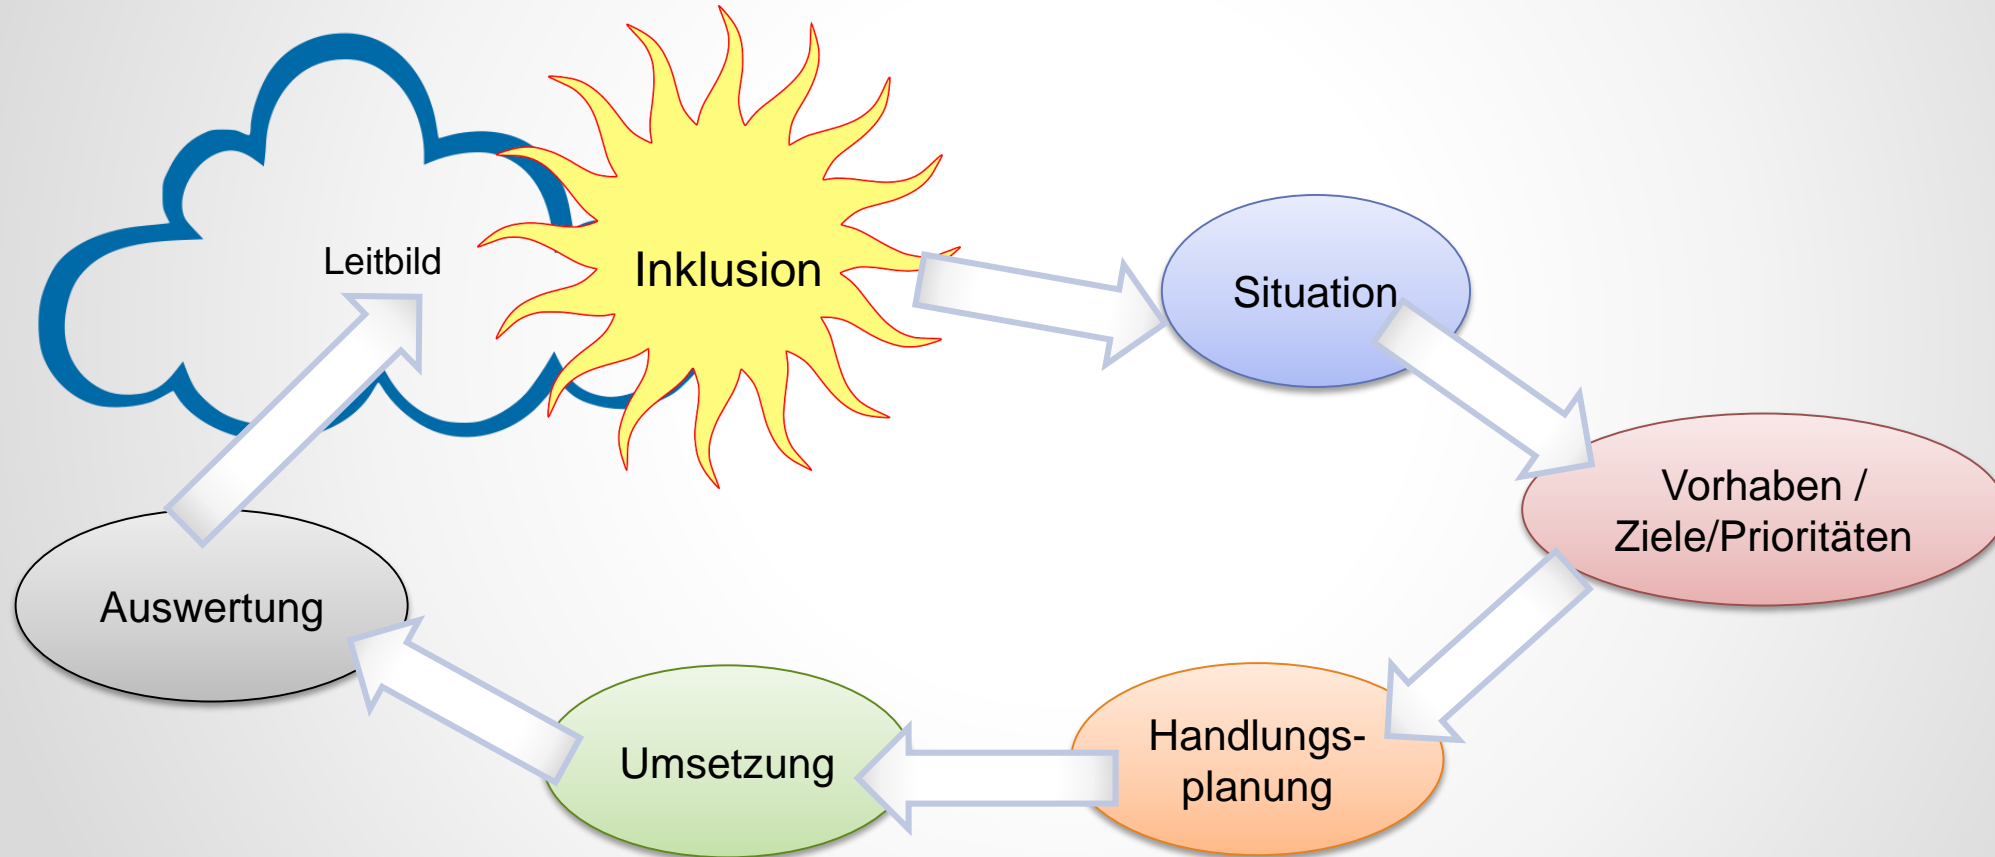 Leitbild
Inklusion
Situation
Vorhaben /
Ziele/Prioritäten
Handlungs-
planung
Umsetzung
Auswertung